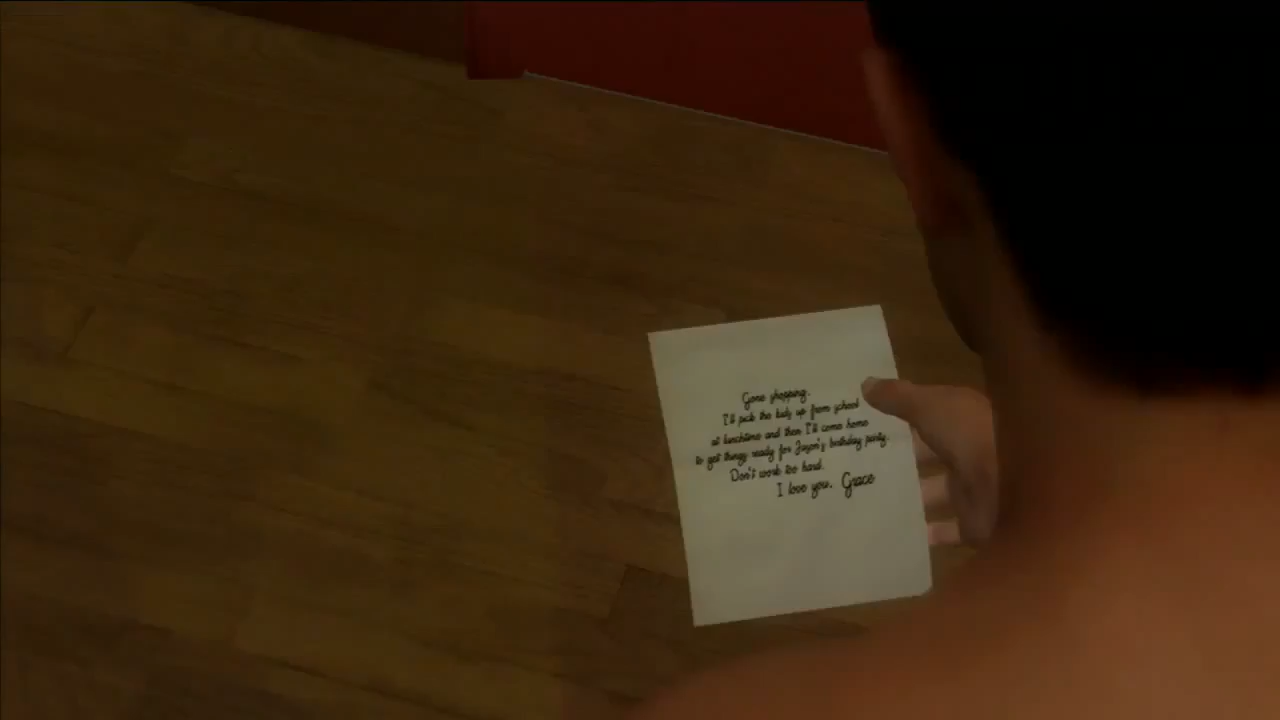 Gone shopping.
I'll pick the kids up from school
at lunchtime and then I'll come home
to get things ready for Jason's birthday party.
Don't work too hard.
I love you. Grace